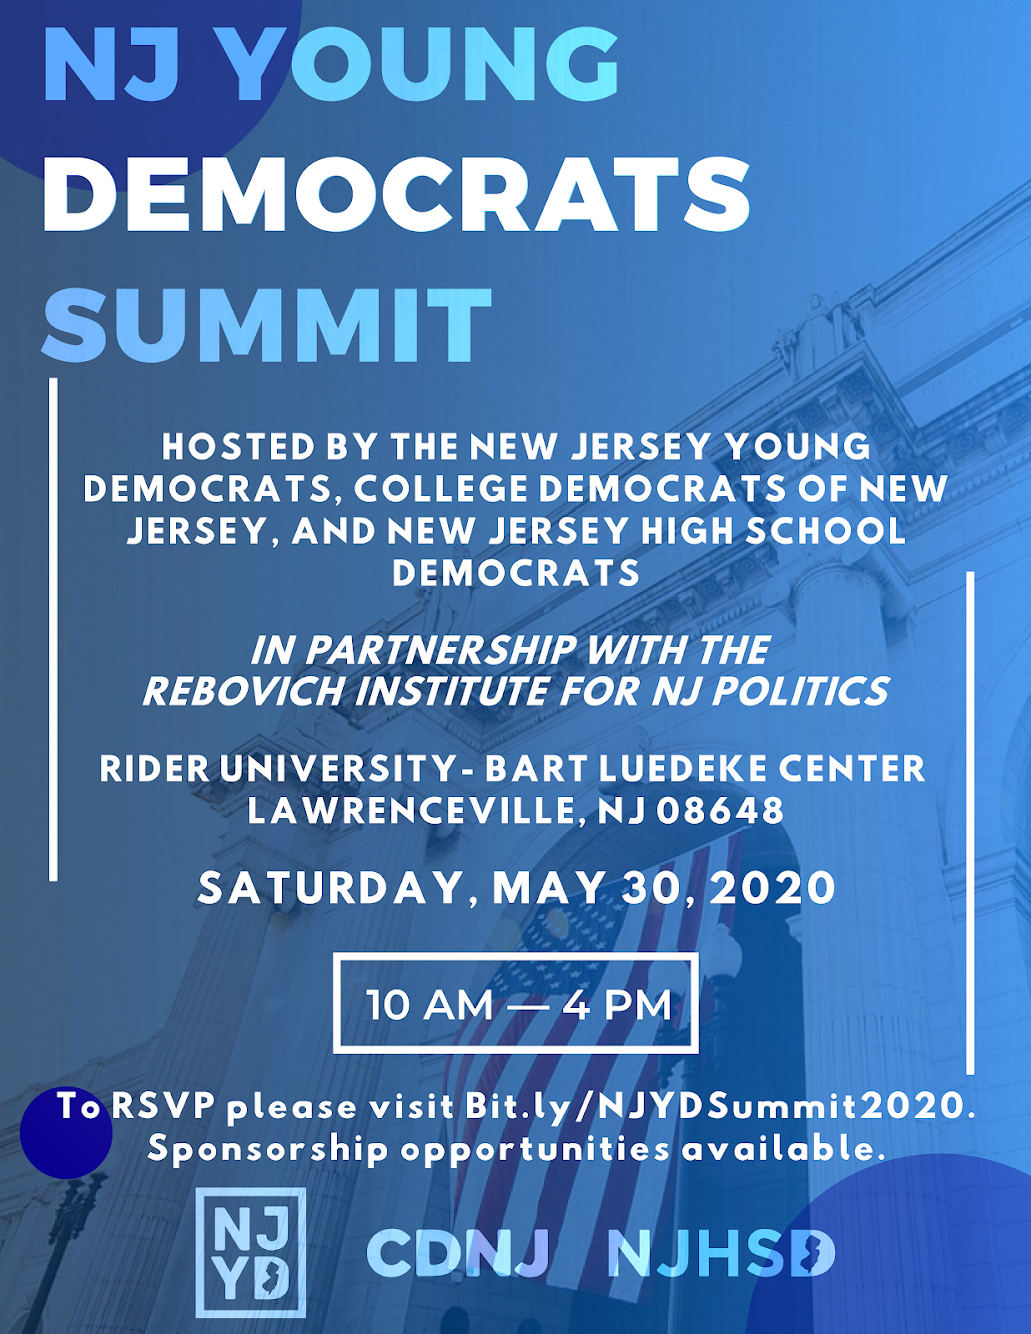 NJ YOUNG
DEMOCRATS
SUMMIT
HOSTED BY THE NEW JERSEY YOUNG
DEMOCRATS, COLLEGE DEMOCRATS OF NEW
JERSEY, AND NEW JERSEY HIGH SCHOOL
DEMOCRATS
IN PARTNERSHIP WITH THE
REBOVICH INSTITUTE FOR NJ POLITICS
RIDER UNIVERSITY- BART LUEDEKE CENTER
LAWRENCEVILLE, NJ 08648
SATURDAY, MAY 30, 2020
10 AM — 4 PM
To RSVP please visit Bit.ly/NJYDSummit2020.
Sponsorship opportunities available.
NJ
YD
CDNJ
NJHSD